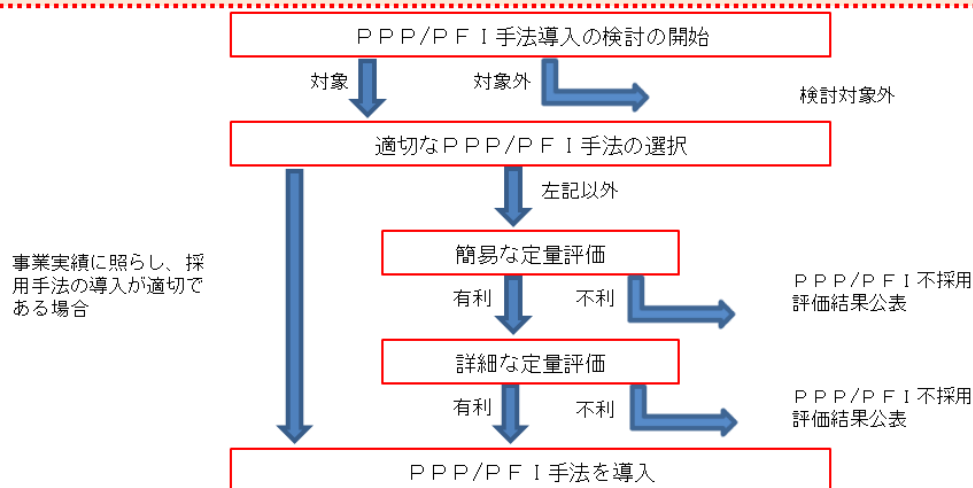 ＰＰＰ/ＰＦＩ手法導入の検討の開始
対象
対象外
検討対象外
適切なＰＰＰ/ＰＦＩ手法の選択
左記以外
事業実績に照らし、採
用手法の導入が適切で
ある場合
簡易な定量評価
有利
不利
ＰＰＰ/ＰＦＩ不採用
評価結果公表
詳細な定量評価
有利
不利
ＰＰＰ/ＰＦＩ不採用
評価結果公表
ＰＰＰ/ＰＦＩ手法を導入